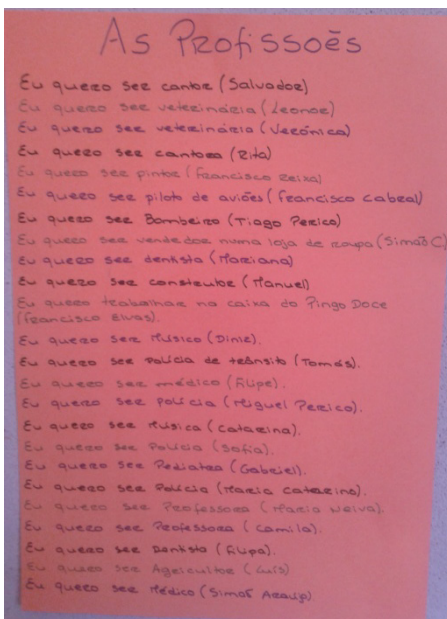 As Profissoēs
Eu quero ser cantor (Salvador)
Eu quero ser veterinária (Leonor)
Eu quero ser veterinária (Verónica)
Eu quero ser cantora (Rita)
Eu quero ser pintor (Francisco Reixa)
Eu quero ser piloto de aviões (Francisco Cabral)
Eu quero ser Bombeiro (Tiago Perico)
Eu quero ser vendedor numa loja de roupa (Simão C)
Eu quero ser dentista (Mariana)
Eu quero ser construtor (Manuel)
Eu quero trabalhar na caixa do Pingo Doce
(Francisco Elvas).
Eu quero ser Músico (Dinis).
Eu quero ser Polícia de trânsito (Tomás).
Eu quero ser médico (Filipe).
Eu quero ser polícia (Miguel Perico).
Eu quero ser Música (Catarina).
Eu quero ser Polícia (Sofia).
Eu quero ser Pediatra (Gabriel).
Eu quero ser Polícia (Maria Catarina).
Eu quero ser Professora (Maria Neiva).
Eu quero ser Professora (Camila).
Eu quero ser Dentista (Filipa).
Eu quero ser Agricultor (Luís)
Eu quero ser Médico (Simão Araújo)